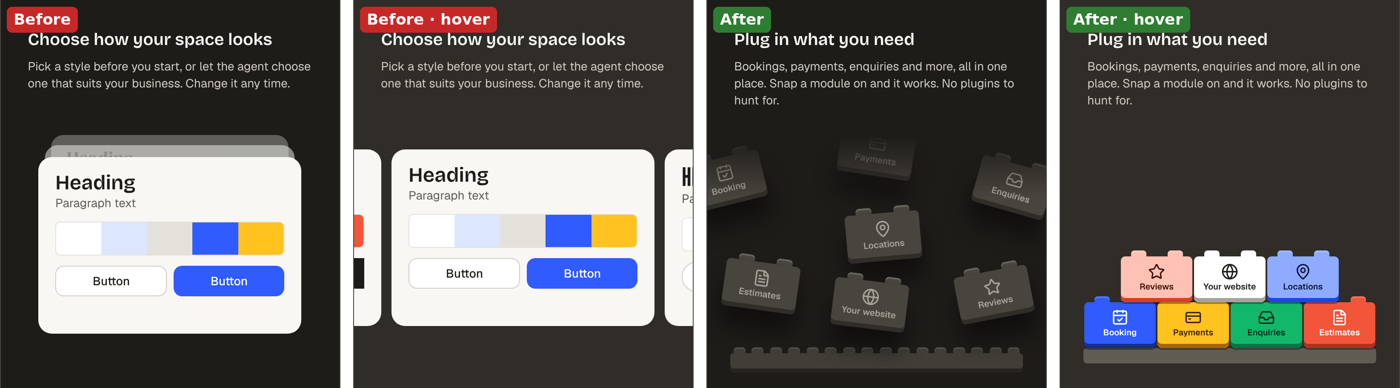 Before
Choose how your space looks
Pick a style before you start, or let the agent choose
one that suits your business. Change it any time.
Heading
Heading
Paragraph text
Button
Button
Before · hover
Choose how your space looks
Pick a style before you start, or let the agent choose
one that suits your business. Change it any time.
Heading
Paragraph text
Button
Button
After
Plug in what you need
Bookings, payments, enquiries and more, all in one
place. Snap a module on and it works. No plugins to
hunt for.
Payments
Booking
Enquiries
Locations
Estimates
Your website
Reviews
After · hover
Plug in what you need
Bookings, payments, enquiries and more, all in one
place. Snap a module on and it works. No plugins to
hunt for.
Reviews
Your website
Locations
Booking
Payments
Enquiries
Estimates